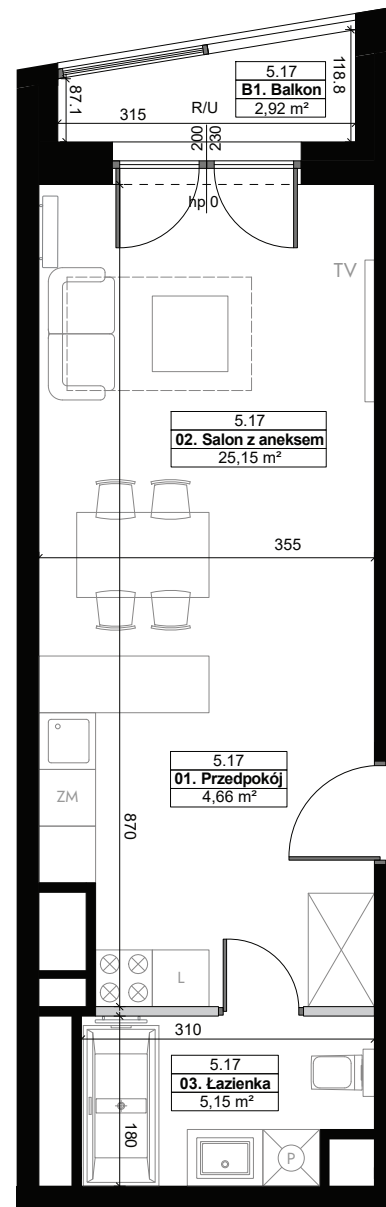 118.8
5.17
B1. Balkon
2,92 m²
87.1
315
R/U
200
230
hp 0
TV
5.17
02. Salon z aneksem
25,15 m²
355
5.17
01. Przedpokój
4,66 m²
ZM
870
L
310
5.17
03. Łazienka
5,15 m²
180
P